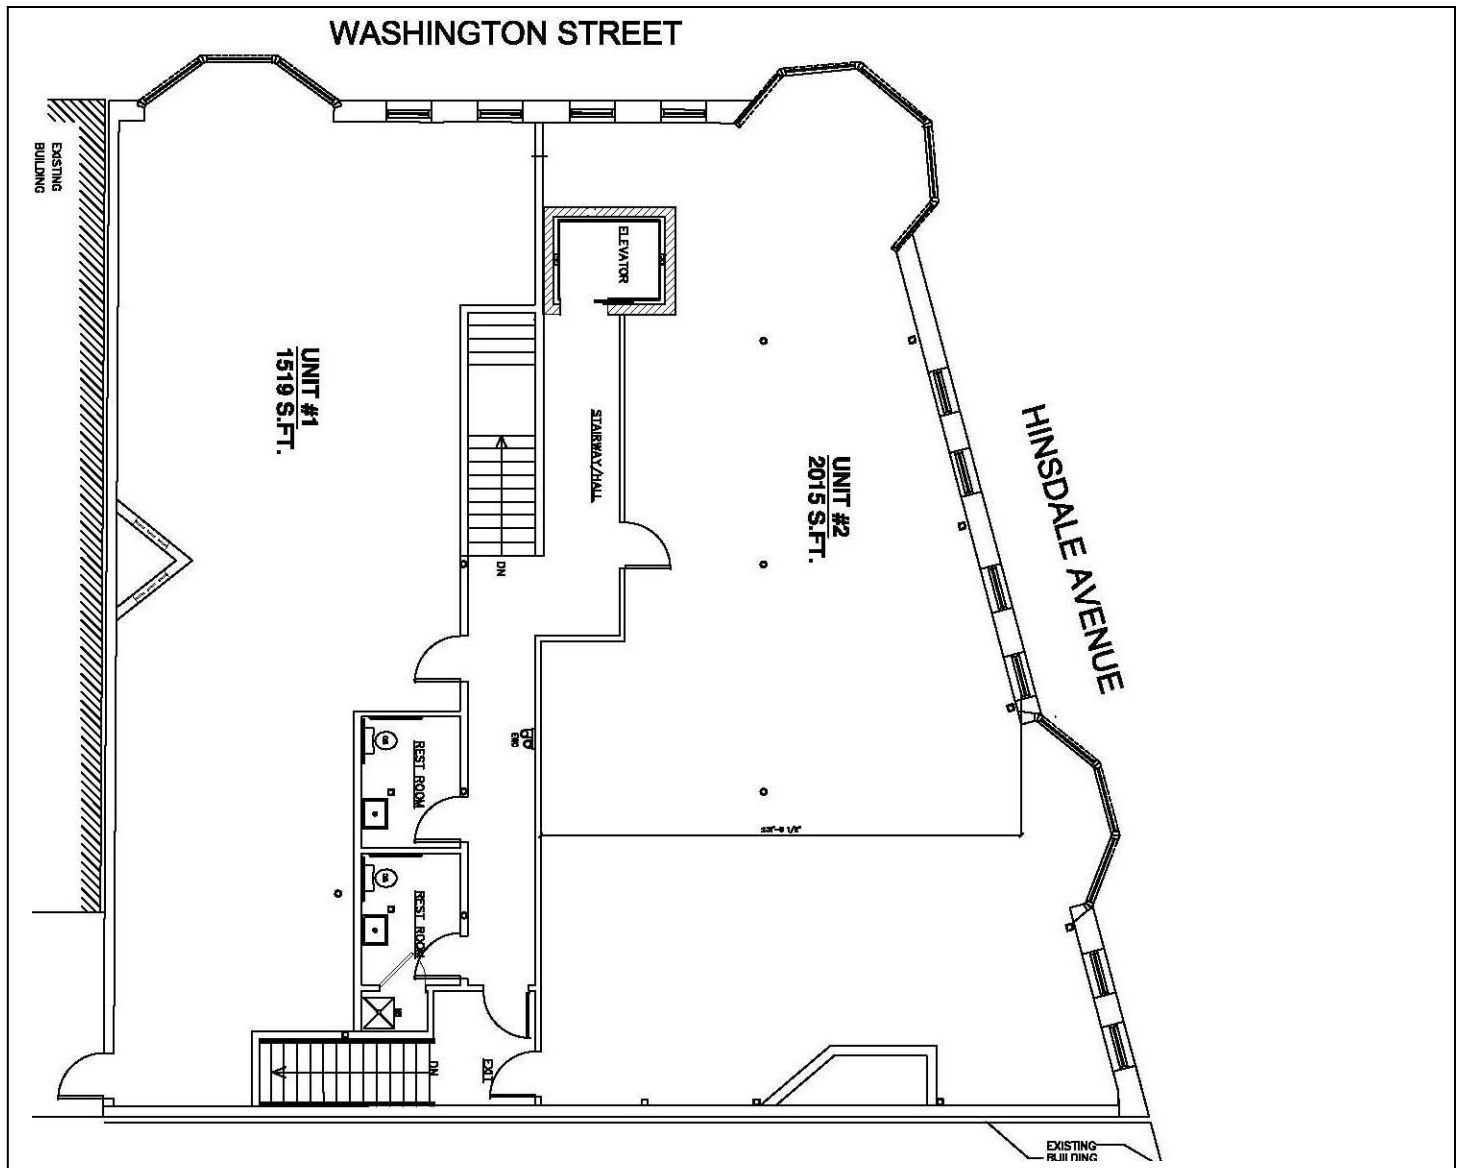 WASHINGTON STREET
EXISTING
BUILDING
ELEVATOR
UNIT #1
1519 S.FT.
STAIRWAY/HALL
UNIT #2
2015 S.FT.
HINSDALE AVENUE
DN
REST ROOM
REST ROOM
DN
EXIT
EXISTING
BUILDING